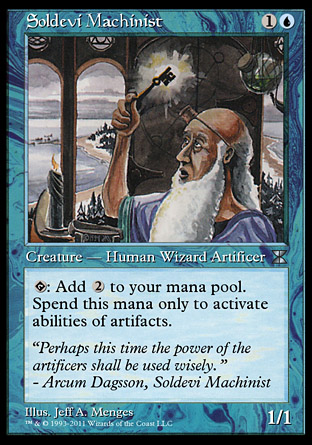 Soldevi Machinist 1
Creature — Human Wizard Artificer
: Add 2 to your mana pool.
Spend this mana only to activate
abilities of artifacts.
“Perhaps this time the power of the
artificers shall be used wisely.”
- Arcum Dagsson, Soldevi Machinist
Illus. Jeff A. Menges
™ & © 1993-2011 Wizards of the Coast LLC 1/1